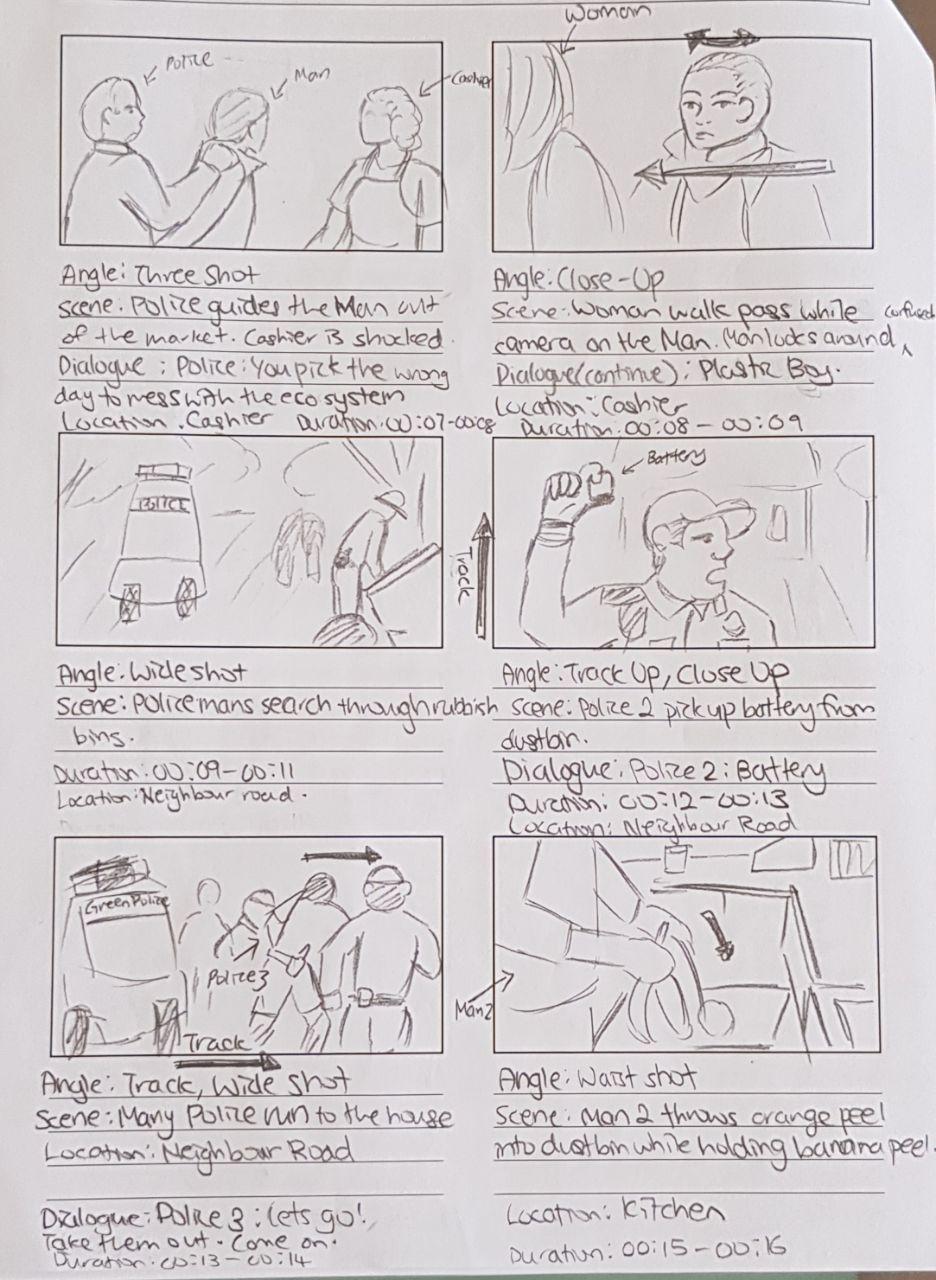 Police
Man
Cashier
Angle: Three Shot
Scene: Police guides the Man out
of the market. Cashier is shocked.
Dialogue: Police: You pick the wrong
day to mess with the eco system
Location: Cashier Duration: 00:07-00:08
Woman
Angle: Close-Up
Scene: Woman walk pass while
camera on the Man. Man looks around, confused
Dialogue (continue): Plastic Boy.
Location: Cashier
Duration: 00:08 - 00:09
POLICE
Angle: Wide shot
Scene: Policemans search through rubbish
bins.
Duration: 00:09-00:11
Location: Neighbour road.
Track
Battery
Angle: Track Up, Close Up
Scene: Police 2 pick up battery from
dustbin.
Dialogue: Police 2: Battery
Duration: 00:12-00:13
Location: Neighbour Road
Green Police
Police 3
Track
Angle: Track, Wide Shot
Scene: Many Police run to the house
Location: Neighbour Road
Dialogue: Police 3: Lets go!,
Take them out. Come on.
Duration: 00:13 - 00:14
Man 2
Angle: Waist shot
Scene: Man 2 throws orange peel
into dustbin while holding banana peel.
Location: Kitchen
Duration: 00:15-00:16